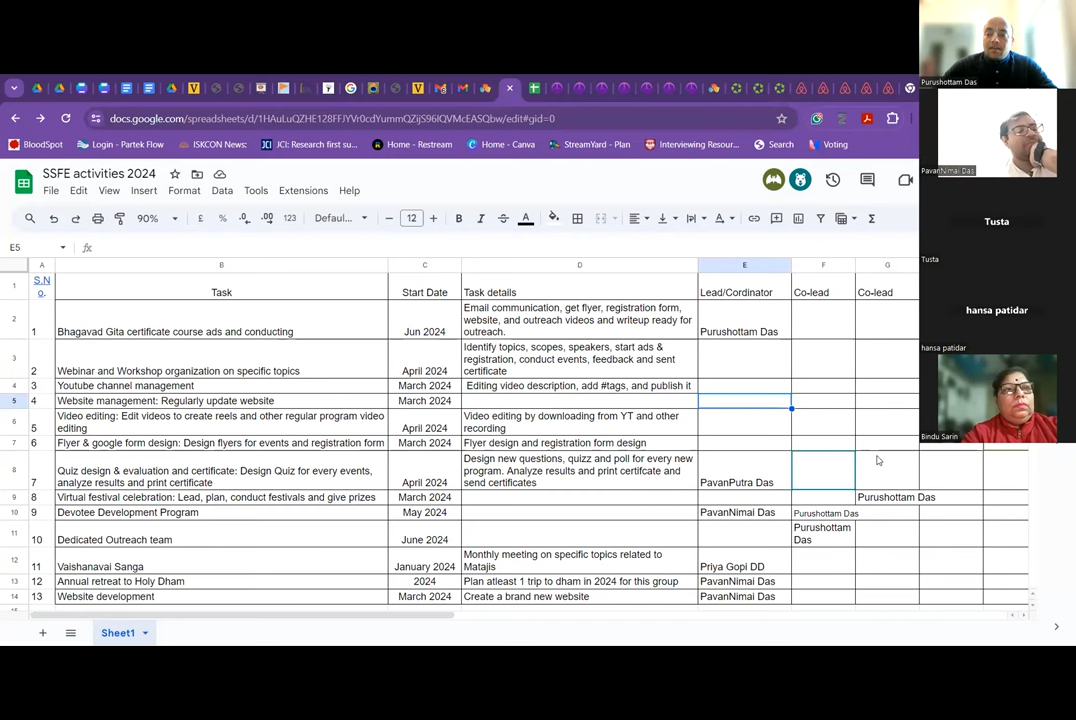 Purushottam Das
PavanNimai Das
Tusta
Tusta
hansa patidar
hansa patidar
Bindu Sarin
docs.google.com/spreadsheets/d/1HAuLuQZHE128FFJYVr0cdYummQZijS96IQVMcEASQbw/edit#gid=0
BloodSpot
Login - Partek Flow
ISKCON News:
JCI: Research first su...
Home - Restream
Home - Canva
StreamYard - Plan
Interviewing Resour...
Search
Voting
SSFE activities 2024
File Edit View Insert Format Data Tools Extensions Help
90% £ % .0 .00 123 Defaul... 12 B I A
E5 fx
A B C D E F G
1 S.No. Task Start Date Task details Lead/Cordinator Co-lead Co-lead
2 1 Bhagavad Gita certificate course ads and conducting Jun 2024 Email communication, get flyer, registration form, website, and outreach videos and writeup ready for outreach. Purushottam Das
3 2 Webinar and Workshop organization on specific topics April 2024 Identify topics, scopes, speakers, start ads & registration, conduct events, feedback and sent certificate
4 3 Youtube channel management March 2024 Editing video description, add #tags, and publish it
5 4 Website management: Regularly update website March 2024
6 5 Video editing: Edit videos to create reels and other regular program video editing April 2024 Video editing by downloading from YT and other recording
7 6 Flyer & google form design: Design flyers for events and registration form March 2024 Flyer design and registration form design
8 7 Quiz design & evaluation and certificate: Design Quiz for every events, analyze results and print certificate April 2024 Design new questions, quizz and poll for every new program. Analyze results and print certifcate and send certificates PavanPutra Das
9 8 Virtual festival celebration: Lead, plan, conduct festivals and give prizes March 2024 Purushottam Das
10 9 Devotee Development Program May 2024 PavanNimai Das Purushottam Das
11 10 Dedicated Outreach team June 2024 Purushottam Das
12 11 Vaishanavai Sanga January 2024 Monthly meeting on specific topics related to Matajis Priya Gopi DD
13 12 Annual retreat to Holy Dham 2024 Plan atleast 1 trip to dham in 2024 for this group PavanNimai Das
14 13 Website development March 2024 Create a brand new website PavanNimai Das
Sheet1